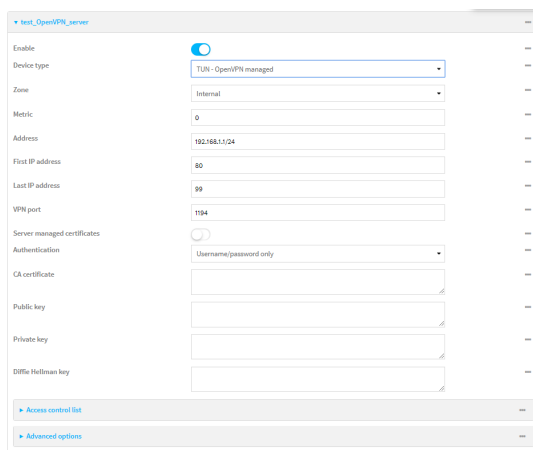 test_OpenVPN_server
Enable
Device type TUN - OpenVPN managed
Zone Internal
Metric 0
Address 192.168.1.1/24
First IP address 80
Last IP address 99
VPN port 1194
Server managed certificates
Authentication Username/password only
CA certificate
Public key
Private key
Diffie Hellman key
Access control list
Advanced options